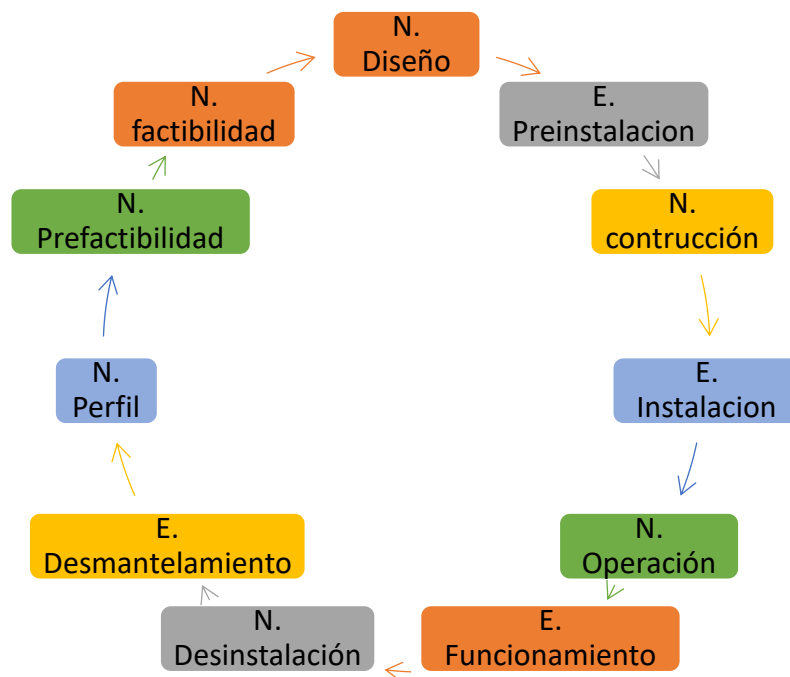 N.
Diseño
E.
Preinstalacion
N.
contrucción
E.
Instalacion
N.
Operación
E.
Funcionamiento
N.
Desinstalación
E.
Desmantelamiento
N.
Perfil
N.
Prefactibilidad
N.
factibilidad